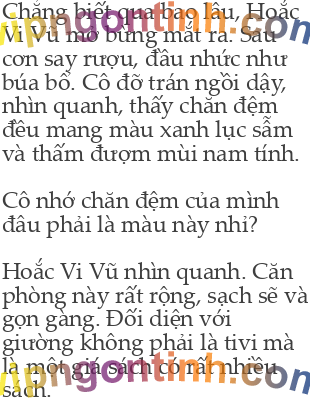 Chẳng biết qua bao lâu, Hoắc
Vi Vũ mở bừng mắt ra. Sau
cơn say rượu, đầu nhức như
búa bổ. Cô đỡ trán ngồi dậy,
nhìn quanh, thấy chăn đệm
đều mang màu xanh lục sẫm
và thấm đượm mùi nam tính.
Cô nhớ chăn đệm của mình
đâu phải là màu này nhỉ?
Hoắc Vi Vũ nhìn quanh. Căn
phòng này rất rộng, sạch sẽ và
gọn gàng. Đối diện với
giường không phải là tivi mà
là một giá sách có rất nhiều
sách.
vipngontinh.com
vipngontinh.com